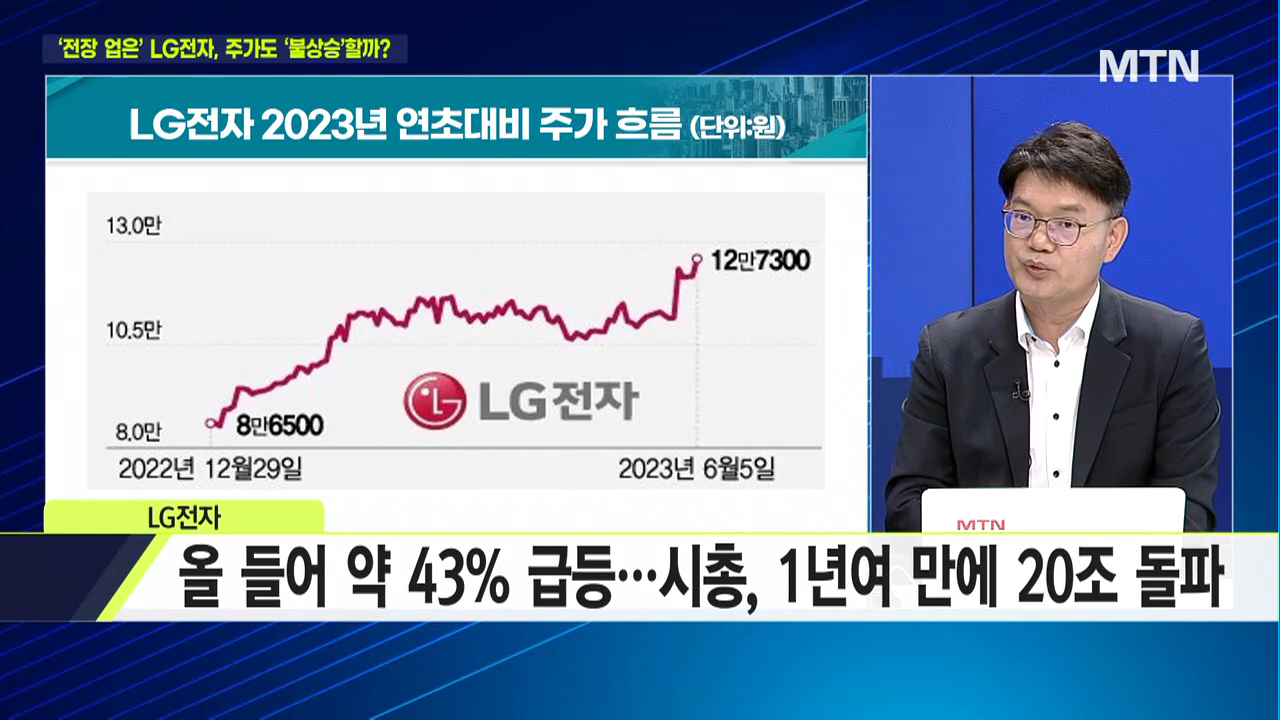 ‘전장 업은’ LG전자, 주가도 ‘불상승’할까?
MTN
LG전자 2023년 연초대비 주가 흐름 (단위:원)
13.0만
12만7300
10.5만
LG전자
8만6500
8.0만
2022년 12월29일
2023년 6월5일
MTN
LG전자
올 들어 약 43% 급등…시총, 1년여 만에 20조 돌파